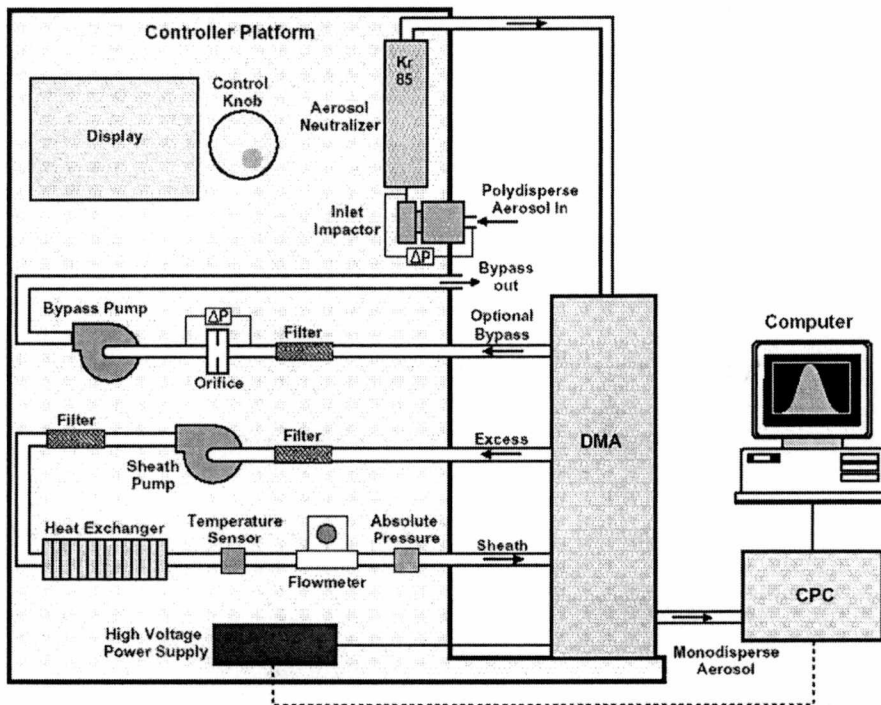 Controller Platform
Kr
85
Control
Knob
Display
Aerosol
Neutralizer
Polydisperse
Aerosol In
Inlet
Impactor
ΔP
Bypass
out
Bypass Pump
ΔP
Filter
Optional
Bypass
Orifice
Computer
Filter
Filter
Excess
DMA
Sheath
Pump
Heat Exchanger
Temperature
Sensor
Absolute
Pressure
Sheath
Flowmeter
CPC
High Voltage
Power Supply
Monodisperse
Aerosol